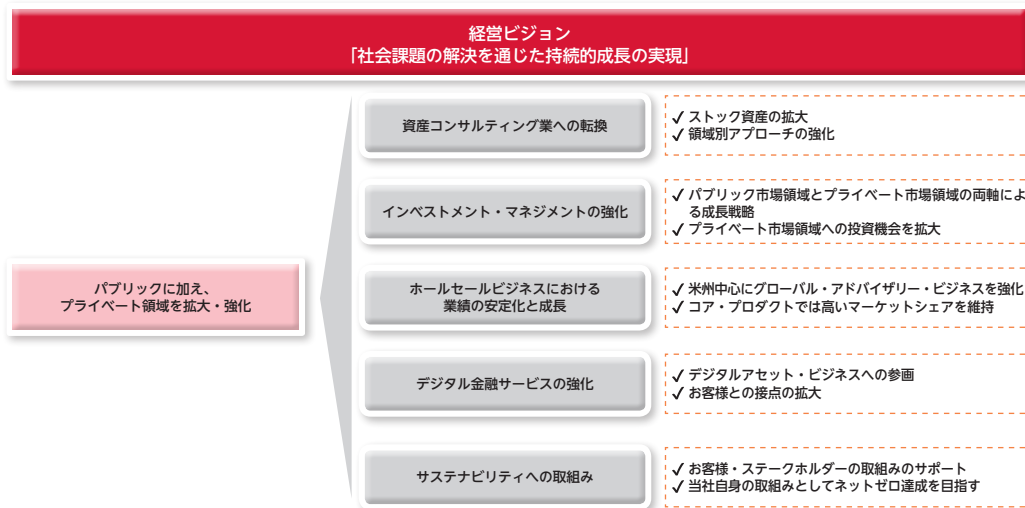 経営ビジョン
「社会課題の解決を通じた持続的成長の実現」
パブリックに加え、
プライベート領域を拡大・強化
資産コンサルティング業への転換
✓ ストック資産の拡大
✓ 領域別アプローチの強化
インベストメント・マネジメントの強化
✓ パブリック市場領域とプライベート市場領域の両軸によ
る成長戦略
✓ プライベート市場領域への投資機会を拡大
ホールセールビジネスにおける
業績の安定化と成長
✓ 米州中心にグローバル・アドバイザリー・ビジネスを強化
✓ コア・プロダクトでは高いマーケットシェアを維持
デジタル金融サービスの強化
✓ デジタルアセット・ビジネスへの参画
✓ お客様との接点の拡大
サステナビリティへの取組み
✓ お客様・ステークホルダーの取組みのサポート
✓ 当社自身の取組みとしてネットゼロ達成を目指す